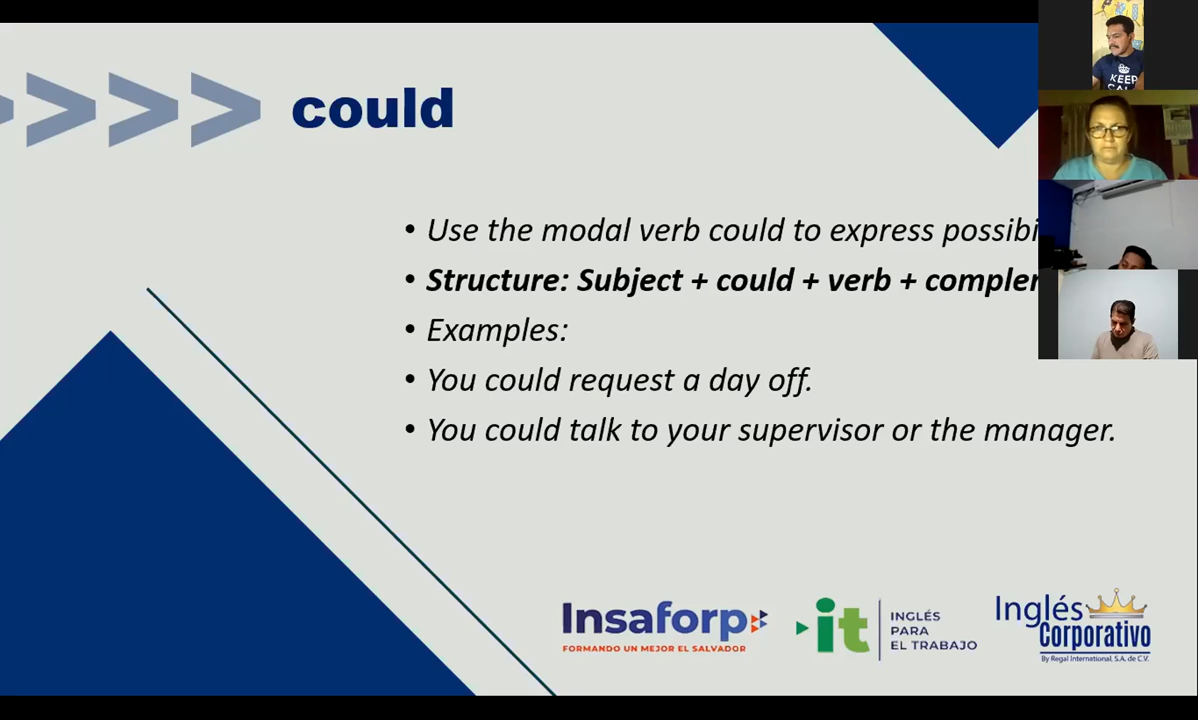 could
• Use the modal verb could to express
• Structure: Subject + could + verb +
• Examples:
• You could request a day off.
• You could talk to your supervisor or the manager.
KEEP
Insaforp
FORMANDO UN MEJOR EL SALVADOR
it
INGLÉS
PARA
EL TRABAJO
Inglés
Corporativo
By Regal International, S.A. de C.V.